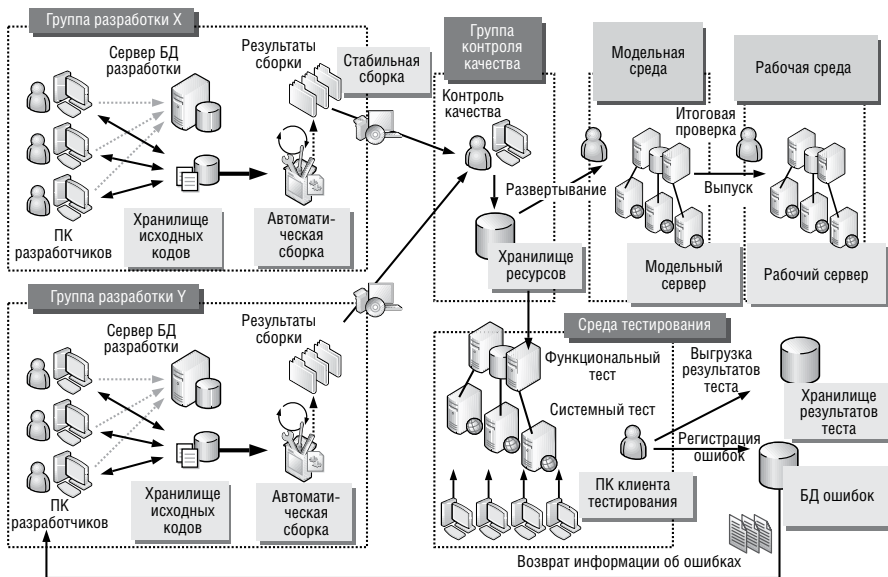 Группа разработки X
Сервер БД
разработки
Результаты
сборки
ПК
разработчиков
Хранилище
исходных
кодов
Автомати-
ческая
сборка
Стабильная
сборка
Группа
контроля
качества
Контроль
качества
Хранилище
ресурсов
Развертывание
Модельная
среда
Модельный
сервер
Итоговая
проверка
Выпуск
Рабочая среда
Рабочий сервер
Группа разработки Y
Сервер БД
разработки
Результаты
сборки
ПК
разработчиков
Хранилище
исходных
кодов
Автомати-
ческая
сборка
Среда тестирования
Функциональный
тест
Системный тест
ПК клиента
тестирования
Выгрузка
результатов
теста
Хранилище
результатов
теста
Регистрация
ошибок
БД ошибок
Возврат информации об ошибках